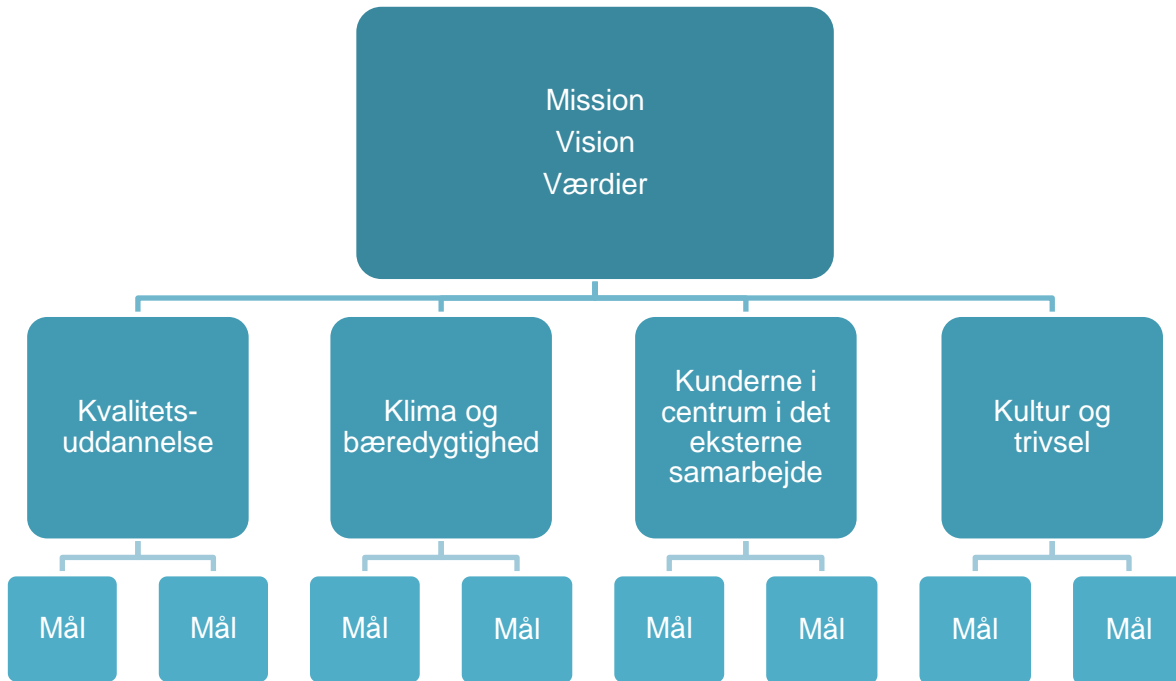 Mission
Vision
Værdier
Kvalitets-
uddannelse
Klima og
bæredygtighed
Kunderne i
centrum i det
eksterne
samarbejde
Kultur og
trivsel
Mål
Mål
Mål
Mål
Mål
Mål
Mål
Mål